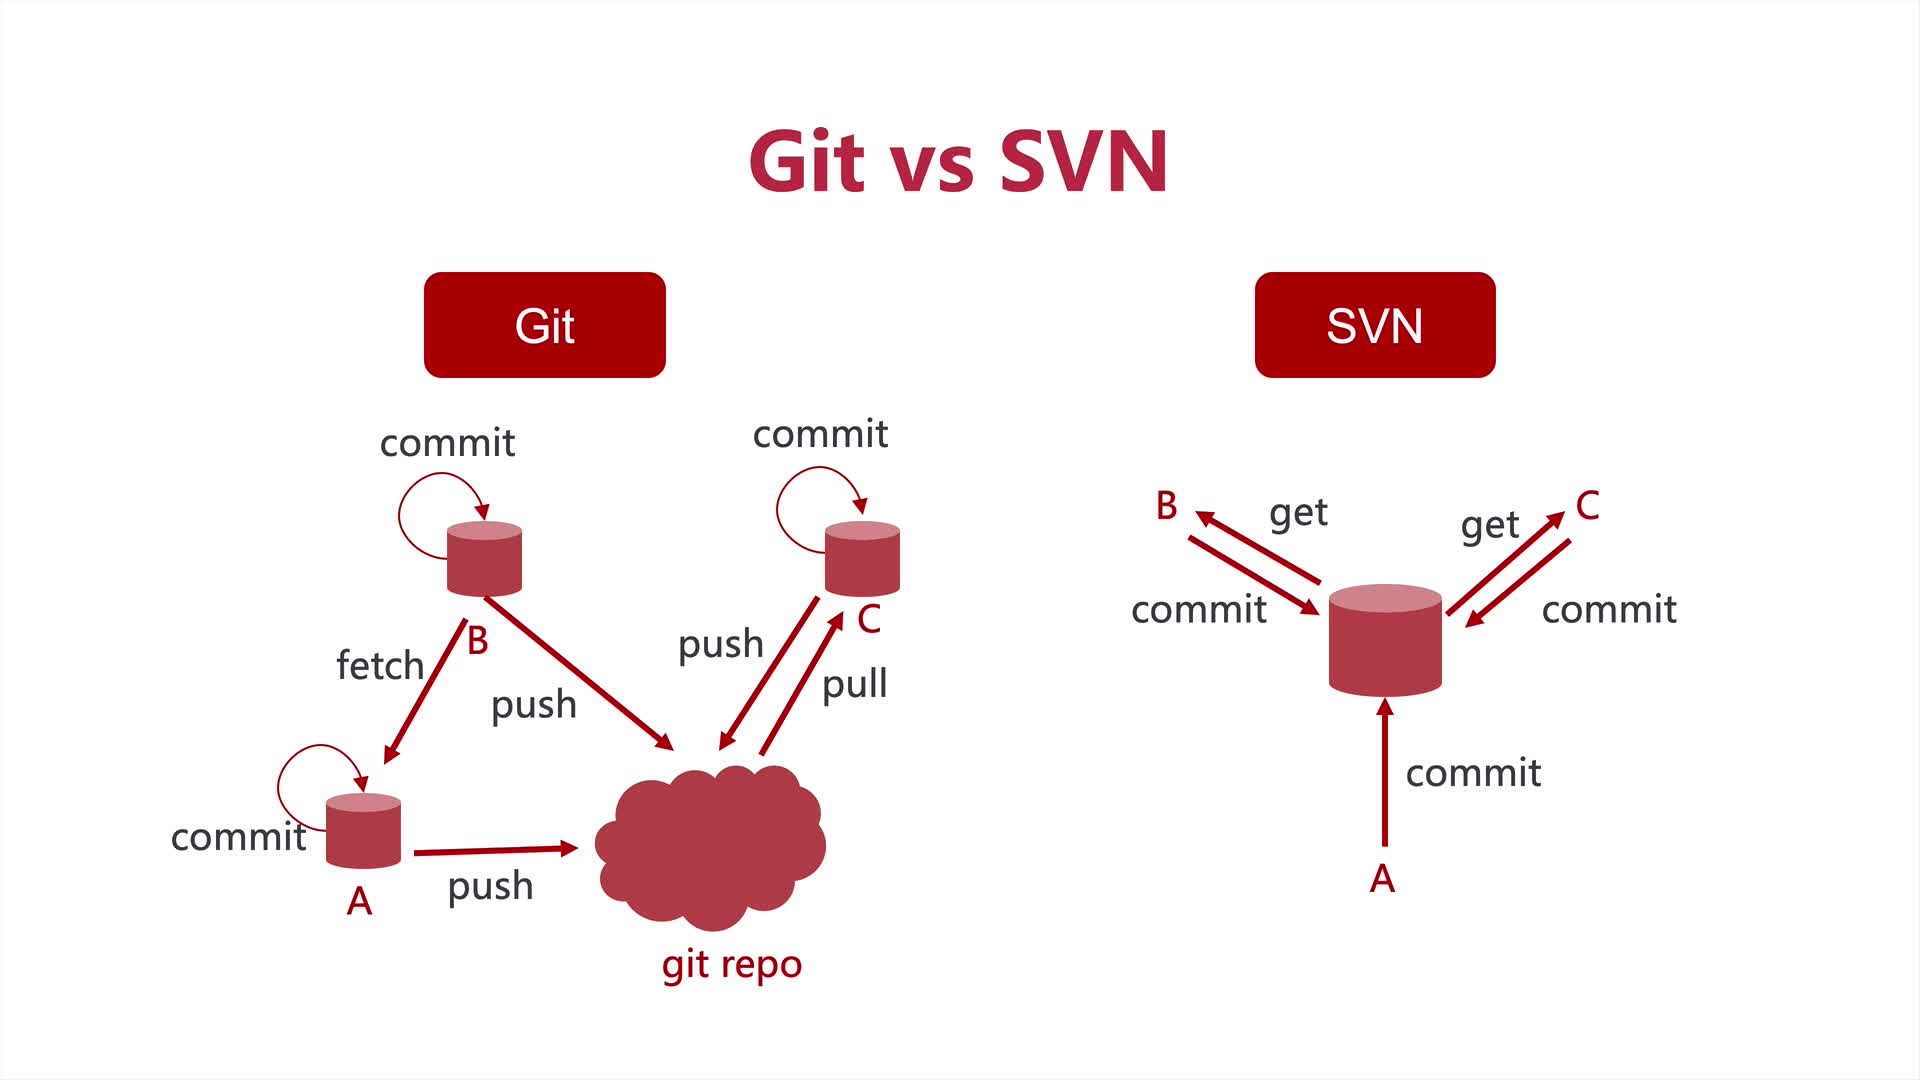 Git vs SVN
Git
SVN
commit
commit
B
get
get
C
commit
commit
fetch
B
push
push
C
pull
commit
commit
A
push
A
git repo